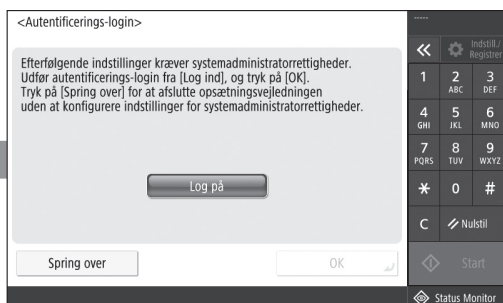 <Autentificerings-login>
Efterfølgende indstillinger kræver systemadministratorrettigheder.
Udfør autentificerings-login fra [Log ind], og tryk på [OK].
Tryk på [Spring over] for at afslutte opsætningsvejledningen
uden at konfigurere indstillinger for systemadministratorrettigheder.
Log på
Spring over
OK
-----
Indstill./
Registrer
1
2 ABC
3 DEF
4 GHI
5 JKL
6 MNO
7 PQRS
8 TUV
9 WXYZ
* 0 #
C
Nulstil
Start
Status Monitor